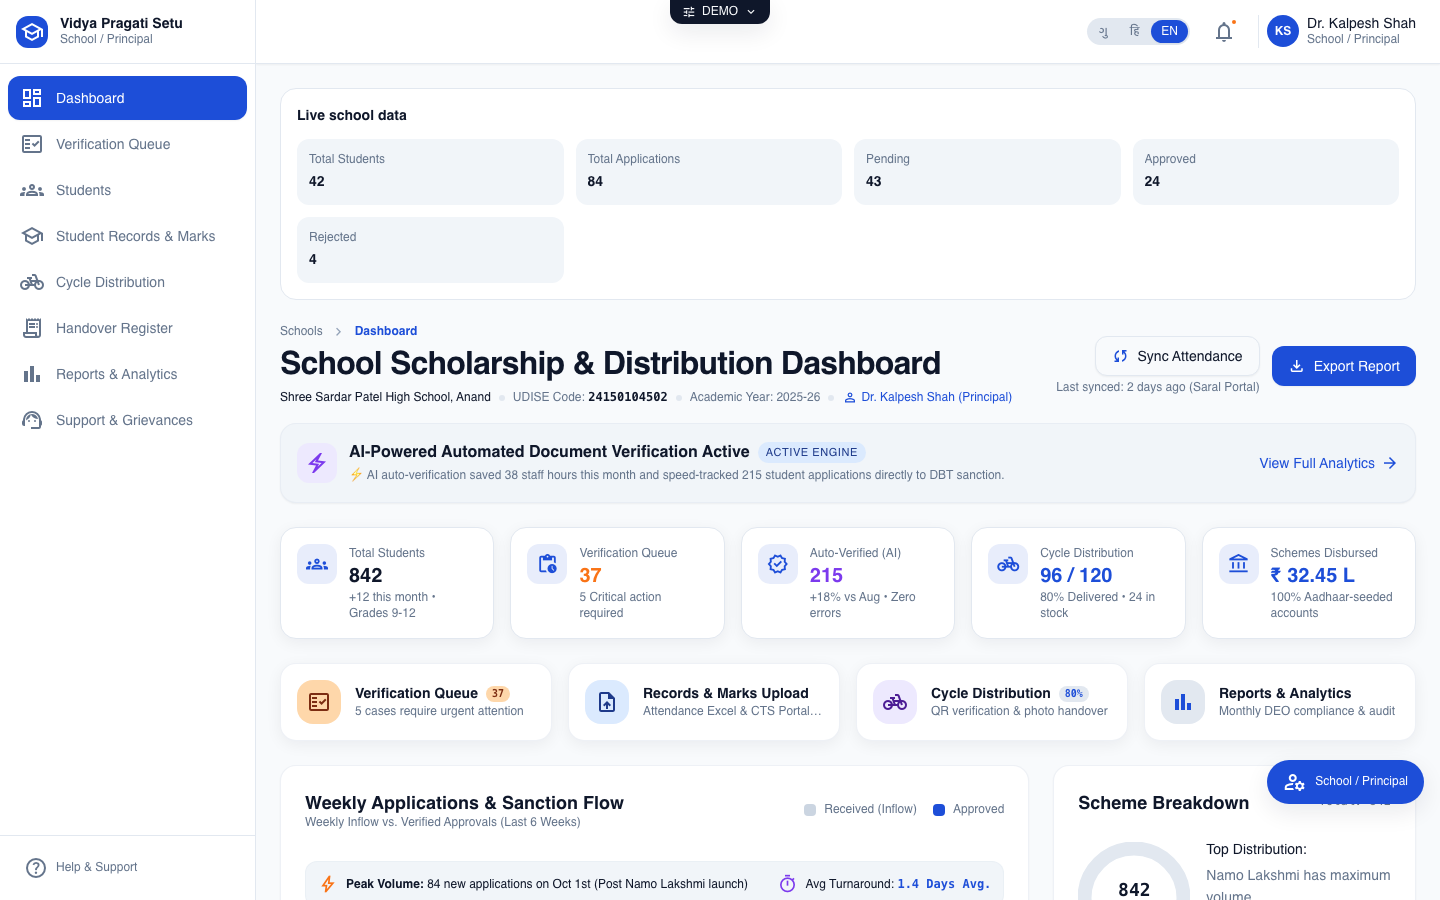 Vidya Pragati Setu
School / Principal
DEMO
ગુ
हि
EN
KS
Dr. Kalpesh Shah
School / Principal
Dashboard
Verification Queue
Students
Student Records & Marks
Cycle Distribution
Handover Register
Reports & Analytics
Support & Grievances
Help & Support
Live school data
Total Students
42
Total Applications
84
Pending
43
Approved
24
Rejected
4
Schools > Dashboard
School Scholarship & Distribution Dashboard
Shree Sardar Patel High School, Anand
UDISE Code: 24150104502
Academic Year: 2025-26
Dr. Kalpesh Shah (Principal)
Sync Attendance
Last synced: 2 days ago (Saral Portal)
Export Report
AI-Powered Automated Document Verification Active
ACTIVE ENGINE
⚡ AI auto-verification saved 38 staff hours this month and speed-tracked 215 student applications directly to DBT sanction.
View Full Analytics
Total Students
842
+12 this month •
Grades 9-12
Verification Queue
37
5 Critical action
required
Auto-Verified (AI)
215
+18% vs Aug • Zero
errors
Cycle Distribution
96 / 120
80% Delivered • 24 in
stock
Schemes Disbursed
₹ 32.45 L
100% Aadhaar-seeded
accounts
Verification Queue 37
5 cases require urgent attention
Records & Marks Upload
Attendance Excel & CTS Portal…
Cycle Distribution 80%
QR verification & photo handover
Reports & Analytics
Monthly DEO compliance & audit
Weekly Applications & Sanction Flow
Weekly Inflow vs. Verified Approvals (Last 6 Weeks)
Received (Inflow)
Approved
Peak Volume: 84 new applications on Oct 1st (Post Namo Lakshmi launch)
Avg Turnaround: 1.4 Days Avg.
Scheme Breakdown
School / Principal
842
Top Distribution:
Namo Lakshmi has maximum
volume